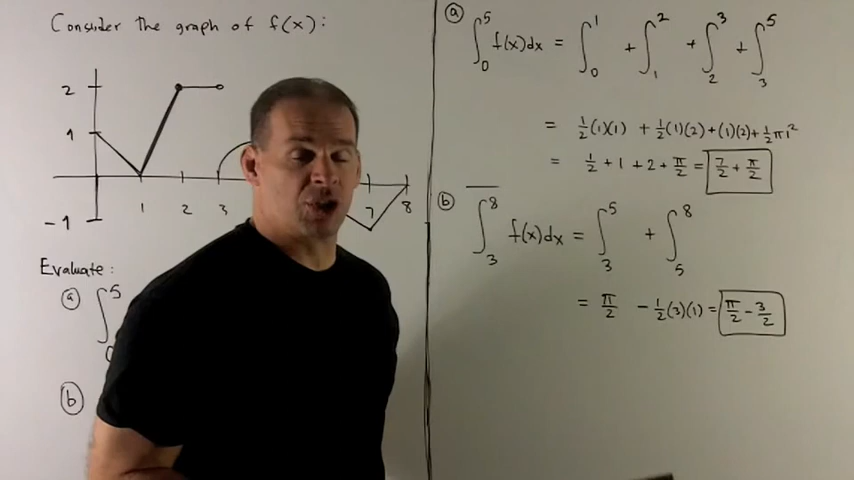 Consider the graph of f(x):
2
1
-1
1 2 3 7 8
Evaluate:
ⓐ ∫₀⁵
ⓑ
ⓐ ∫₀⁵ f(x)dx = ∫₀¹ + ∫₁² + ∫₂³ + ∫₃⁵
= ½(1)(1) + ½(1)(2) + (1)(2) + ½π1²
= ½ + 1 + 2 + π/2 = 7/2 + π/2
ⓑ ∫₃⁸ f(x)dx = ∫₃⁵ + ∫₅⁸
= π/2 - ½(3)(1) = π/2 - 3/2